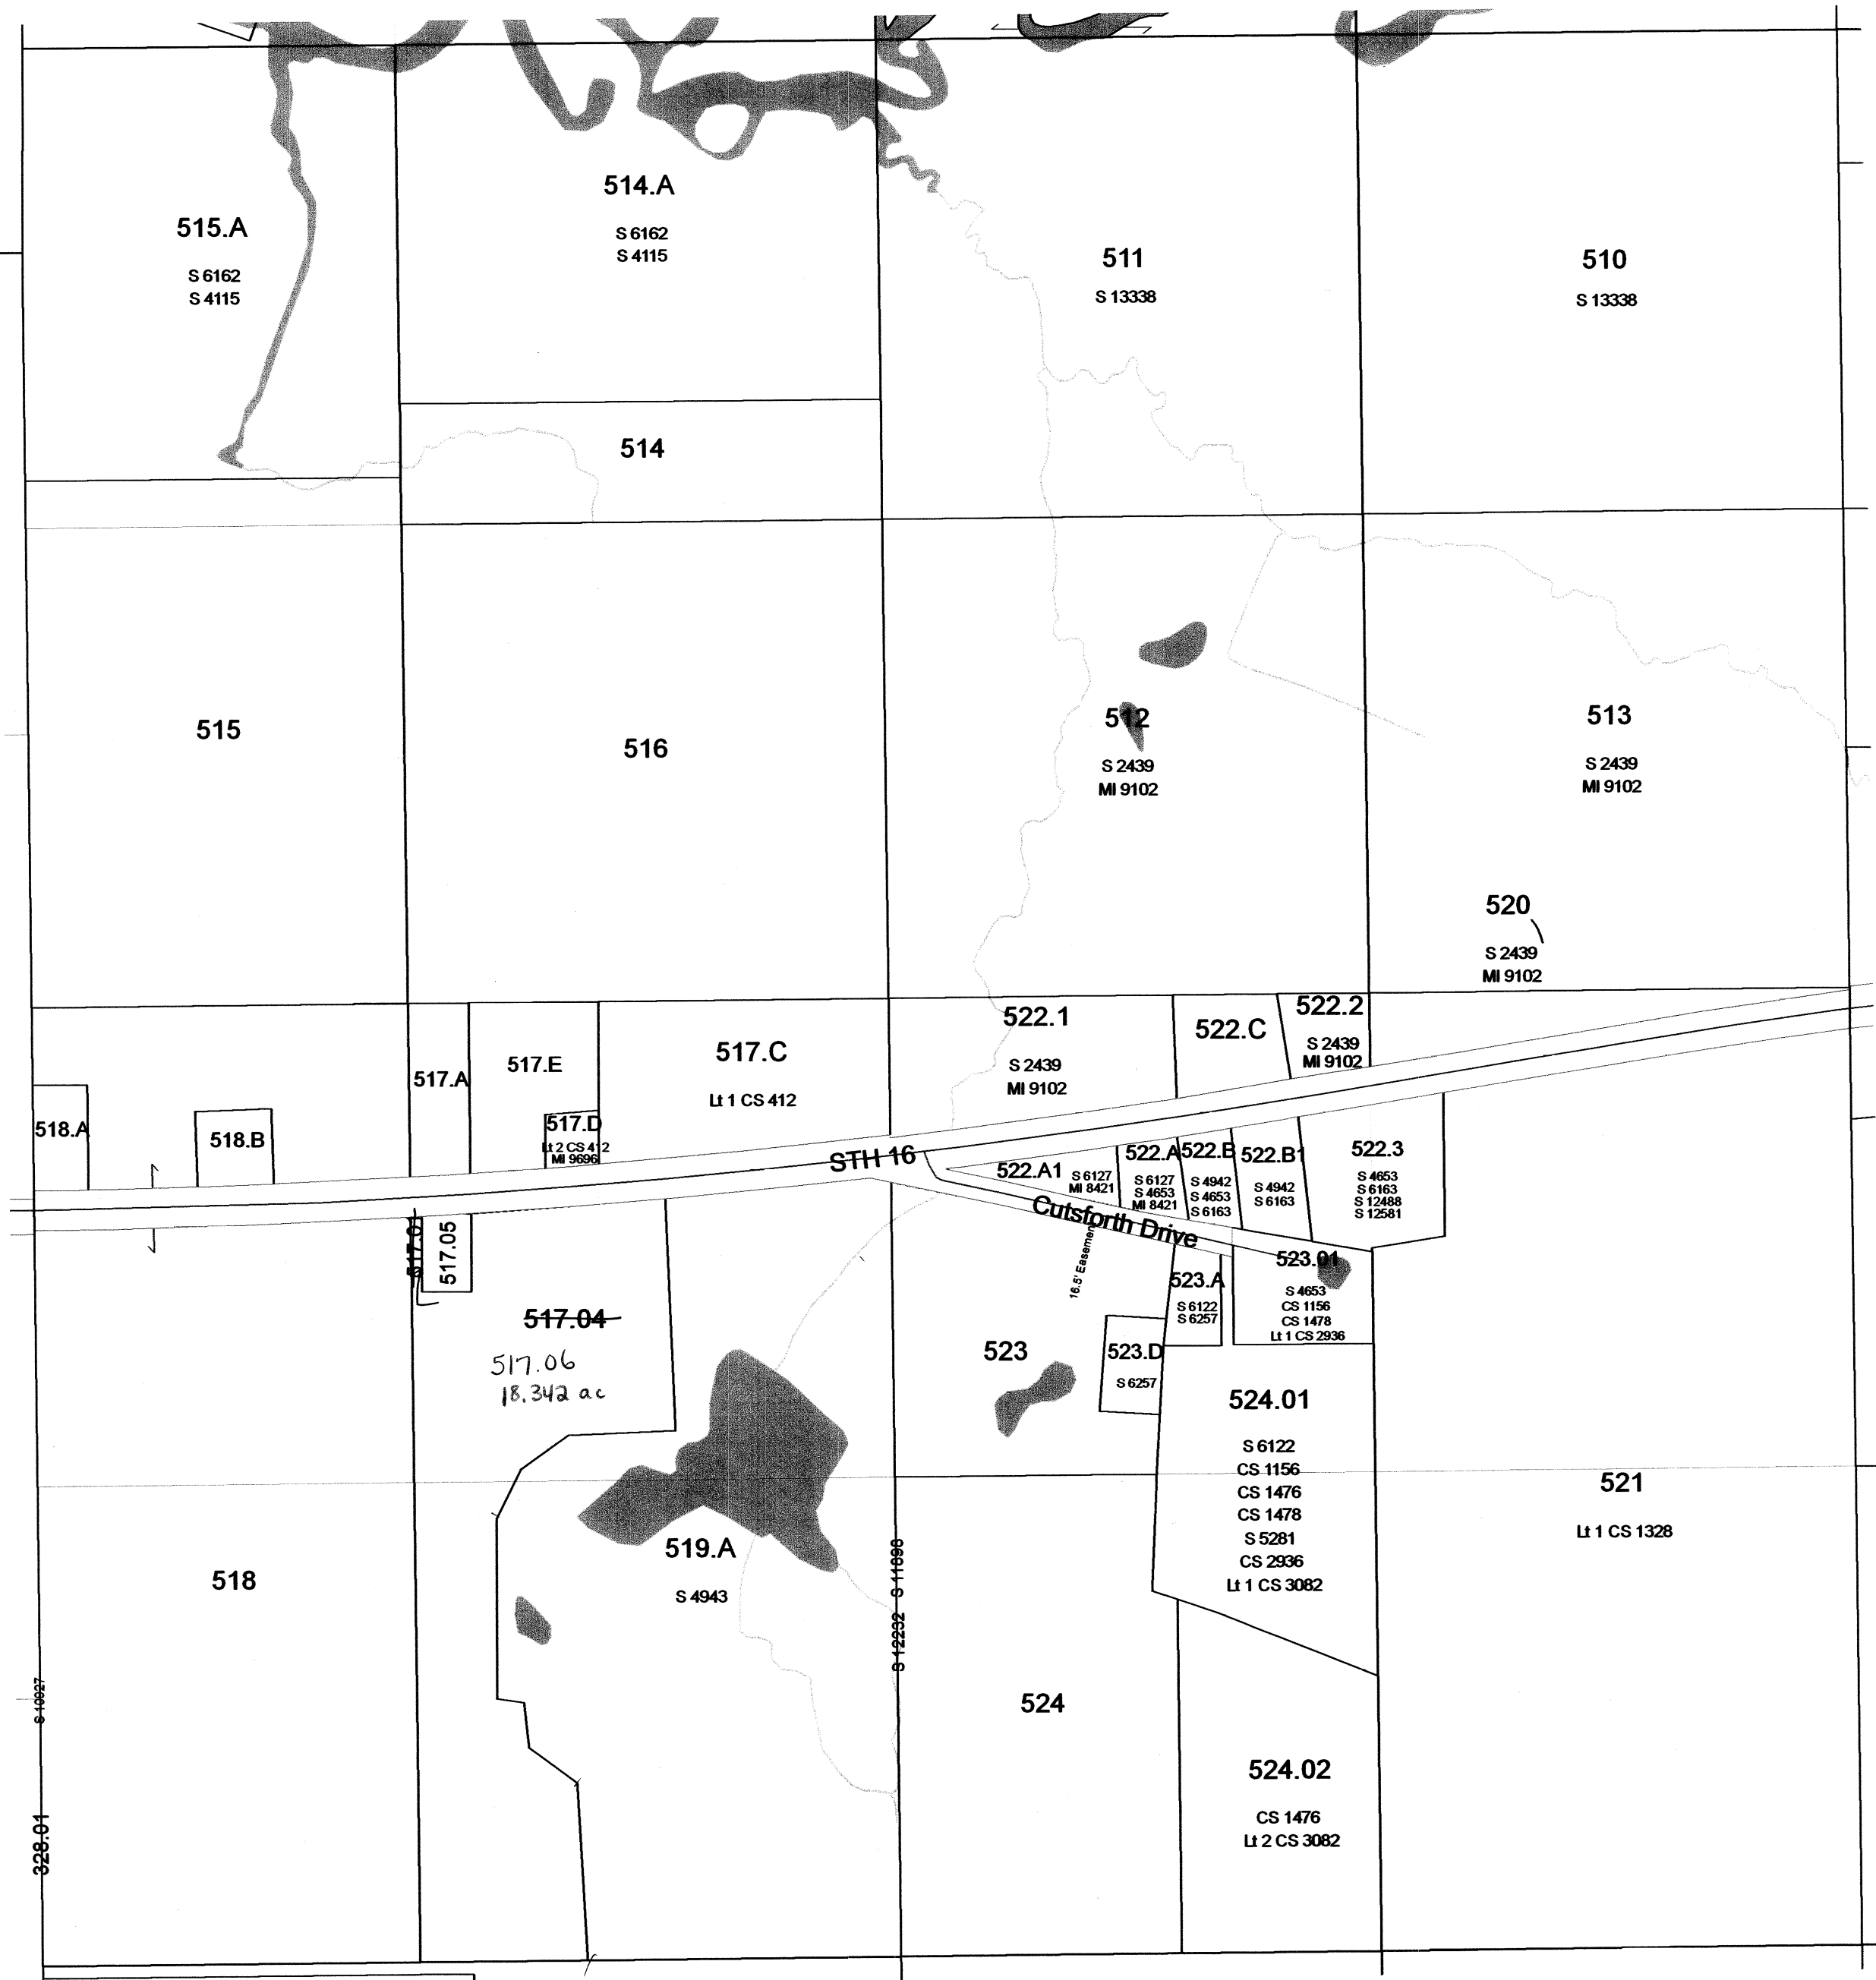 514.A
S 6162
S 4115
515.A
S 6162
S 4115
511
S 13338
510
S 13338
514
515
516
512
S 2439
MI 9102
513
S 2439
MI 9102
520
S 2439
MI 9102
522.1
S 2439
MI 9102
522.C
522.2
S 2439
MI 9102
517.A
517.E
517.C
Lt 1 CS 412
518.A
518.B
517.D
Lt 2 CS 412
MI 9696
STH 16
522.A1
S 6127
MI 8421
522.A
S 6127
S 4653
MI 8421
522.B
S 4942
S 4653
S 6163
522.B1
S 4942
S 6163
522.3
S 4653
S 6163
S 12488
S 12581
Cutsforth Drive
16.5' Easement
517.01
517.05
517.04
517.06
18.342 ac
523
523.A
S 6122
S 6257
523.01
S 4653
CS 1156
CS 1478
Lt 1 CS 2936
523.D
S 6257
524.01
S 6122
CS 1156
CS 1476
CS 1478
S 5281
CS 2936
Lt 1 CS 3082
521
Lt 1 CS 1328
518
519.A
S 4943
S 12232
S 11898
524
524.02
CS 1476
Lt 2 CS 3082
S 10027
328.01